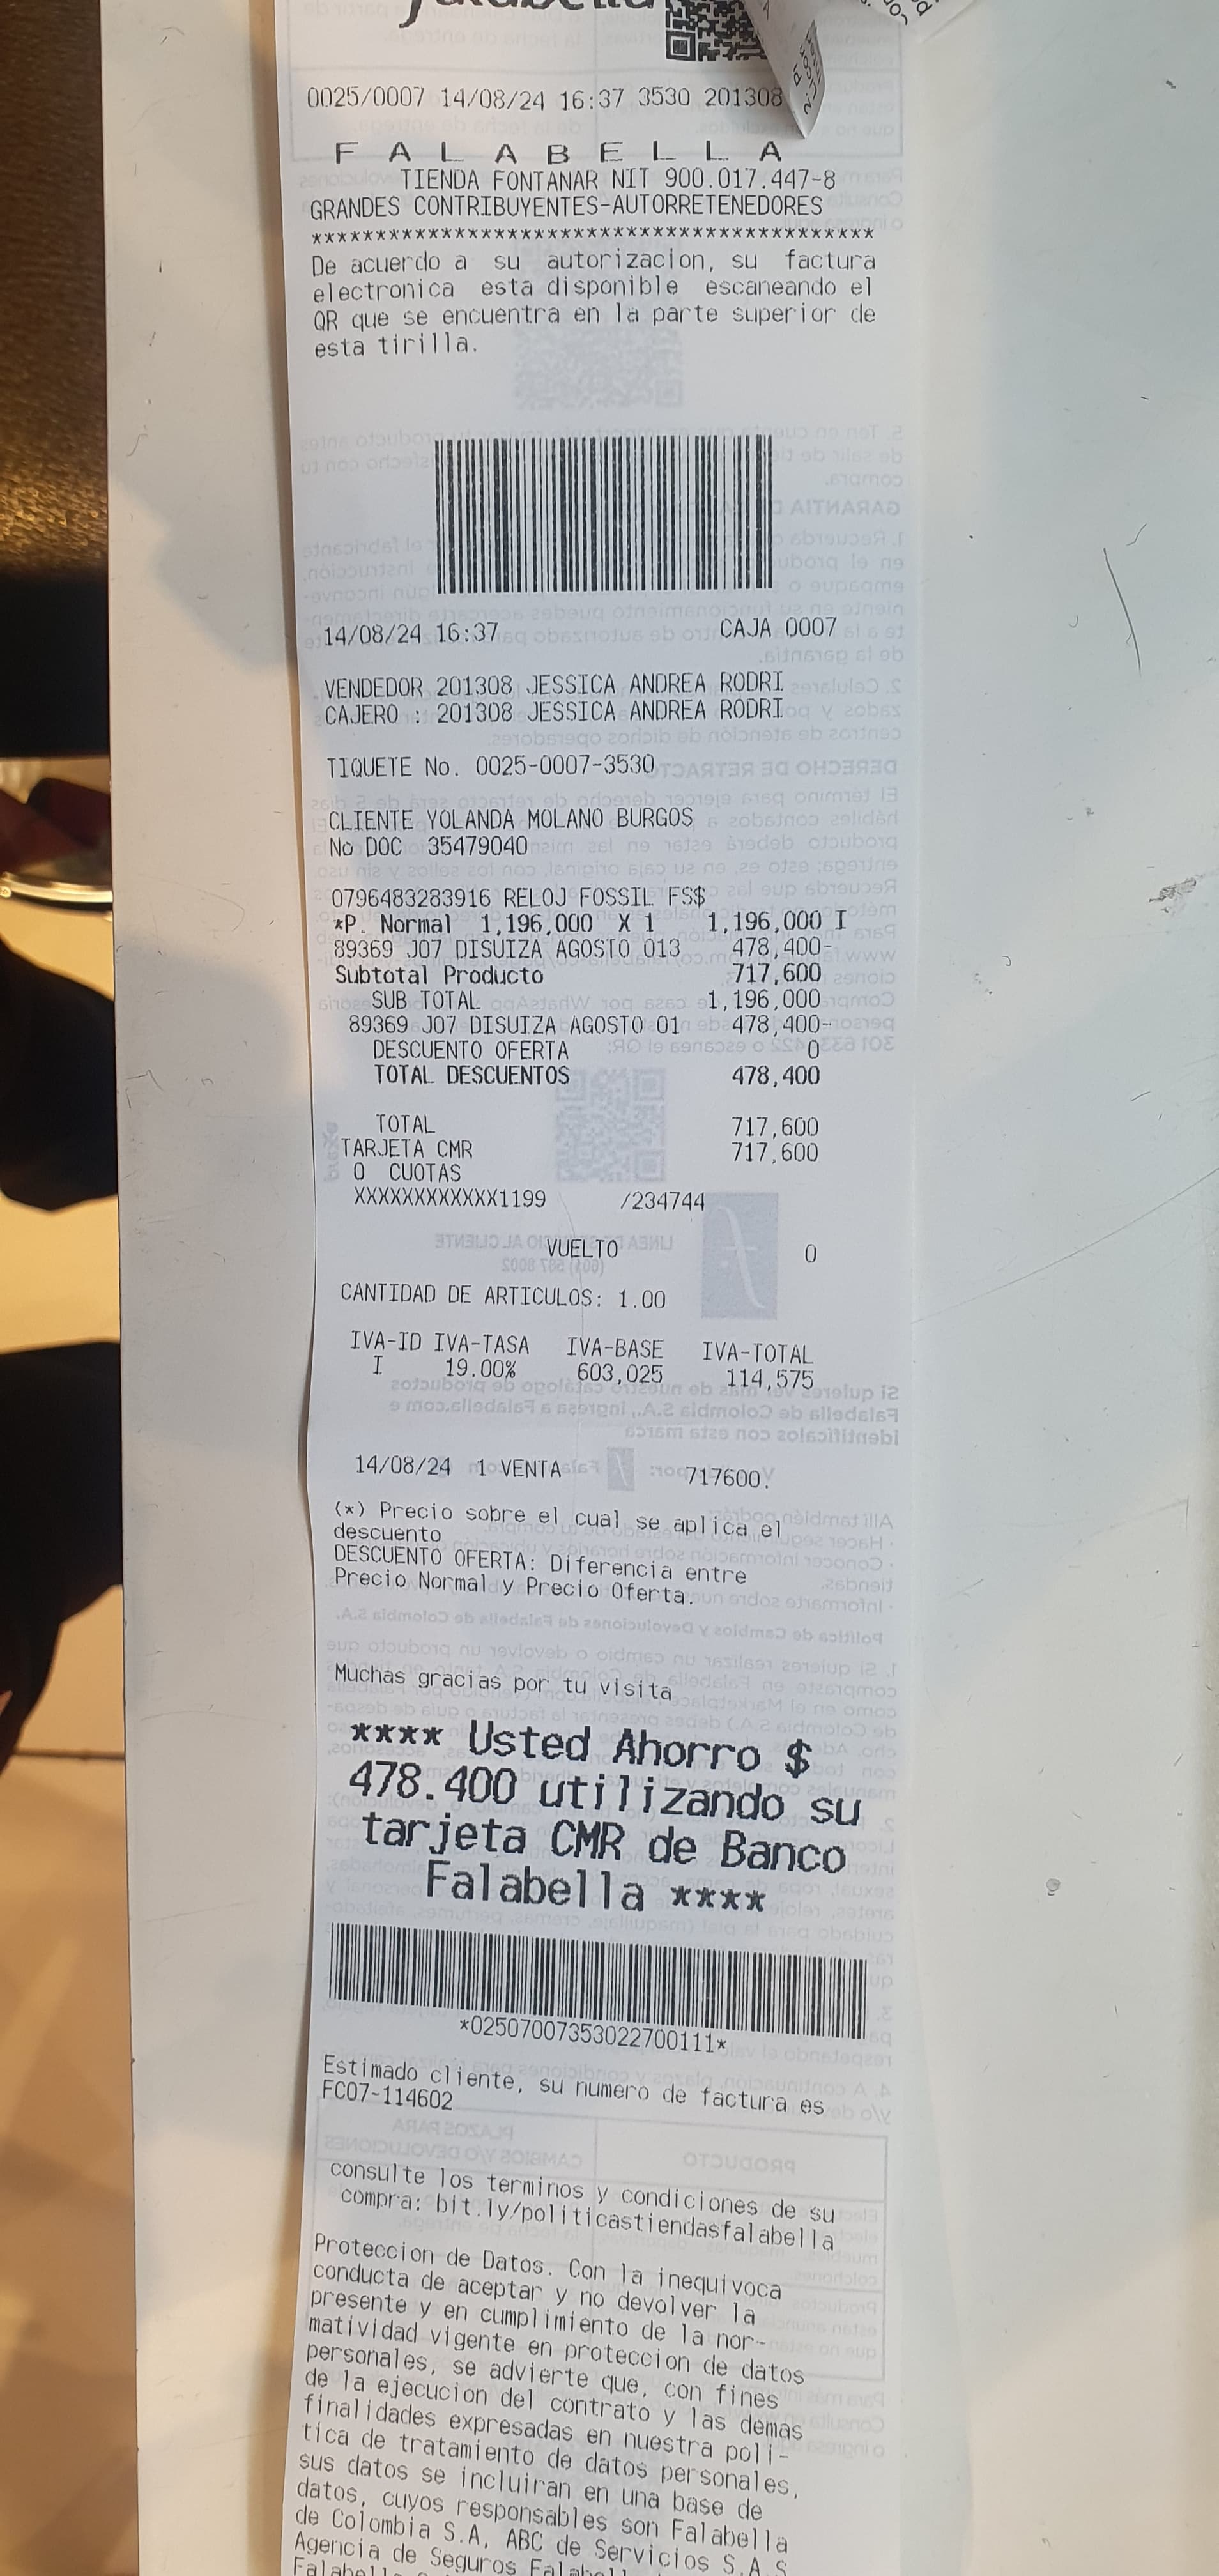 0025/0007 14/08/24 16:37 3530 201308
F A L A B E L L A
TIENDA FONTANAR NIT 900.017.447-8
GRANDES CONTRIBUYENTES-AUTORRETENEDORES
********************************************
De acuerdo a su autorizacion, su factura
electronica esta disponible escaneando el
QR que se encuentra en la parte superior de
esta tirilla.
14/08/24 16:37 CAJA 0007
VENDEDOR 201308 JESSICA ANDREA RODRI
CAJERO : 201308 JESSICA ANDREA RODRI
TIQUETE No. 0025-0007-3530
CLIENTE YOLANDA MOLANO BURGOS
No DOC 35479040
0796483283916 RELOJ FOSSIL FS$
*P. Normal 1,196,000 X 1 1,196,000 I
89369 J07 DISUIZA AGOSTO 013 478,400-
Subtotal Producto 717,600
SUB TOTAL 1,196,000
89369 J07 DISUIZA AGOSTO 01 478,400-
DESCUENTO OFERTA 0
TOTAL DESCUENTOS 478,400
TOTAL 717,600
TARJETA CMR 717,600
0 CUOTAS
XXXXXXXXXXXX1199 /234744
VUELTO 0
CANTIDAD DE ARTICULOS: 1.00
IVA-ID IVA-TASA IVA-BASE IVA-TOTAL
I 19.00% 603,025 114,575
14/08/24 1 VENTA 717600.
(*) Precio sobre el cual se aplica el
descuento
DESCUENTO OFERTA: Diferencia entre
Precio Normal y Precio Oferta.
Muchas gracias por tu visita
**** Usted Ahorro $
478.400 utilizando su
tarjeta CMR de Banco
Falabella ****
*02507007353022700111*
Estimado cliente, su numero de factura es
FC07-114602
consulte los terminos y condiciones de su
compra: bit.ly/politicastiendasfalabella
Proteccion de Datos. Con la inequivoca
conducta de aceptar y no devolver la
presente y en cumplimiento de la nor-
matividad vigente en proteccion de datos
personales, se advierte que, con fines
de la ejecucion del contrato y las demas
finalidades expresadas en nuestra poli-
tica de tratamiento de datos personales,
sus datos se incluiran en una base de
datos, cuyos responsables son Falabella
de Colombia S.A, ABC de Servicios S.A.S
Agencia de Seguros